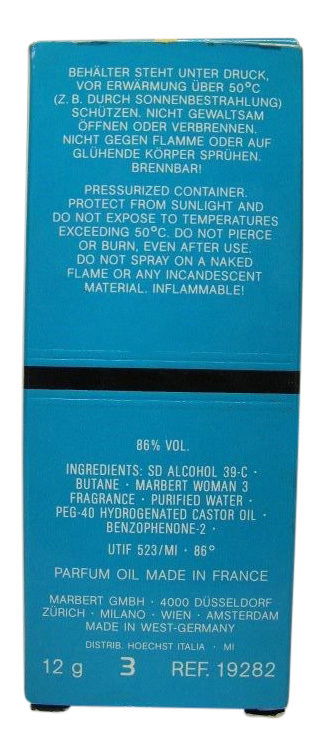 BEHÄLTER STEHT UNTER DRUCK,
VOR ERWÄRMUNG ÜBER 50°C
(Z.B. DURCH SONNENBESTRAHLUNG)
SCHÜTZEN. NICHT GEWALTSAM
ÖFFNEN ODER VERBRENNEN.
NICHT GEGEN FLAMME ODER AUF
GLÜHENDE KÖRPER SPRÜHEN.
BRENNBAR!
PRESSURIZED CONTAINER.
PROTECT FROM SUNLIGHT AND
DO NOT EXPOSE TO TEMPERATURES
EXCEEDING 50°C. DO NOT PIERCE
OR BURN, EVEN AFTER USE.
DO NOT SPRAY ON A NAKED
FLAME OR ANY INCANDESCENT
MATERIAL. INFLAMMABLE!
86% VOL.
INGREDIENTS: SD ALCOHOL 39-C ·
BUTANE · MARBERT WOMAN 3
FRAGRANCE · PURIFIED WATER ·
PEG-40 HYDROGENATED CASTOR OIL ·
BENZOPHENONE-2 ·
UTIF 523/MI · 86°
PARFUM OIL MADE IN FRANCE
MARBERT GMBH · 4000 DÜSSELDORF
ZÜRICH · MILANO · WIEN · AMSTERDAM
MADE IN WEST-GERMANY
DISTRIB. HOECHST ITALIA · MI
12 g 3 REF. 19282